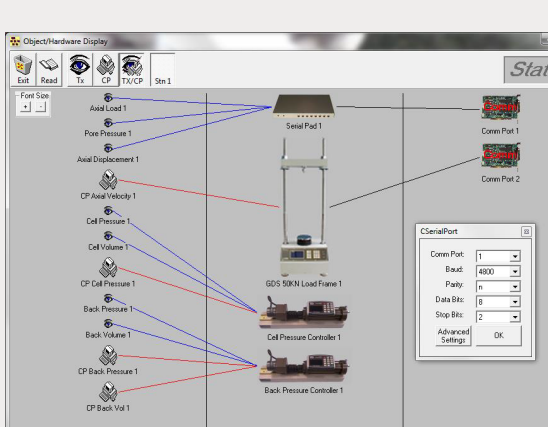 Object/Hardware Display
Exit Read Tx CP TX/CP Stn 1
Font Size
+ -
Axial Load 1
Pore Pressure 1
Axial Displacement 1
CP Axial Velocity 1
Cell Pressure 1
Cell Volume 1
CP Cell Pressure 1
Back Pressure 1
Back Volume 1
CP Back Pressure 1
CP Back Vol 1
Serial Pad 1
GDS 50KN Load Frame 1
Cell Pressure Controller 1
Back Pressure Controller 1
Stat
Comm
Comm Port 1
Comm
Comm Port 2
CSerialPort
Comm Port: 1
Baud: 4800
Parity: n
Data Bits: 8
Stop Bits: 2
Advanced Settings
OK